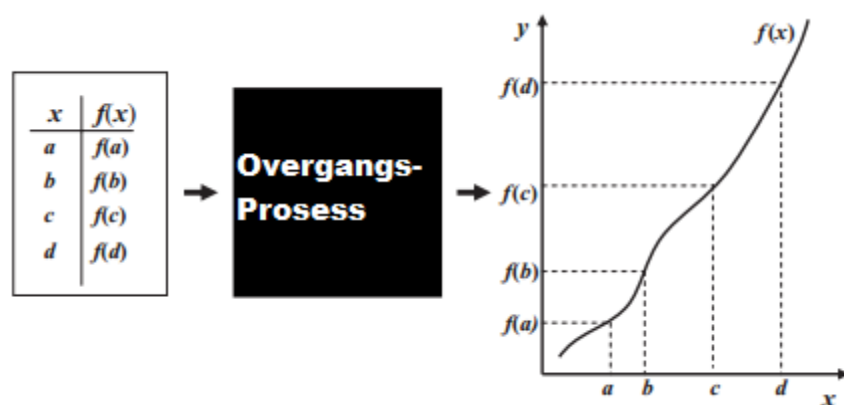 x f(x)
a f(a)
b f(b)
c f(c)
d f(d)
Overgangs-
Prosess
y f(x)
f(d)
f(c)
f(b)
f(a)
a b c d
x